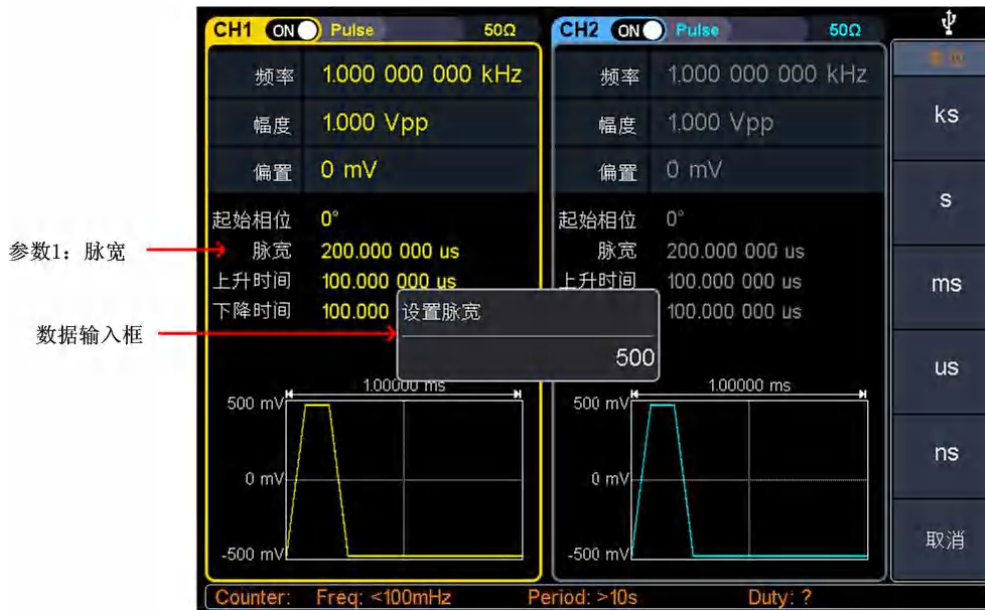 CH1 ON Pulse 50Ω
频率 1.000 000 000 kHz
幅度 1.000 Vpp
偏置 0 mV
起始相位 0°
参数1：脉宽
脉宽 200.000 000 us
上升时间 100.000 000 us
下降时间 100.000
数据输入框
1.00000 ms
500 mV
0 mV
-500 mV
CH2 ON Pulse 50Ω
频率 1.000 000 000 kHz
幅度 1.000 Vpp
偏置 0 mV
起始相位 0°
脉宽 200.000 000 us
上升时间 100.000 000 us
100.000 000 us
设置脉宽
500
1.00000 ms
500 mV
0 mV
-500 mV
单位
ks
s
ms
us
ns
取消
Counter: Freq: <100mHz Period: >10s Duty: ?